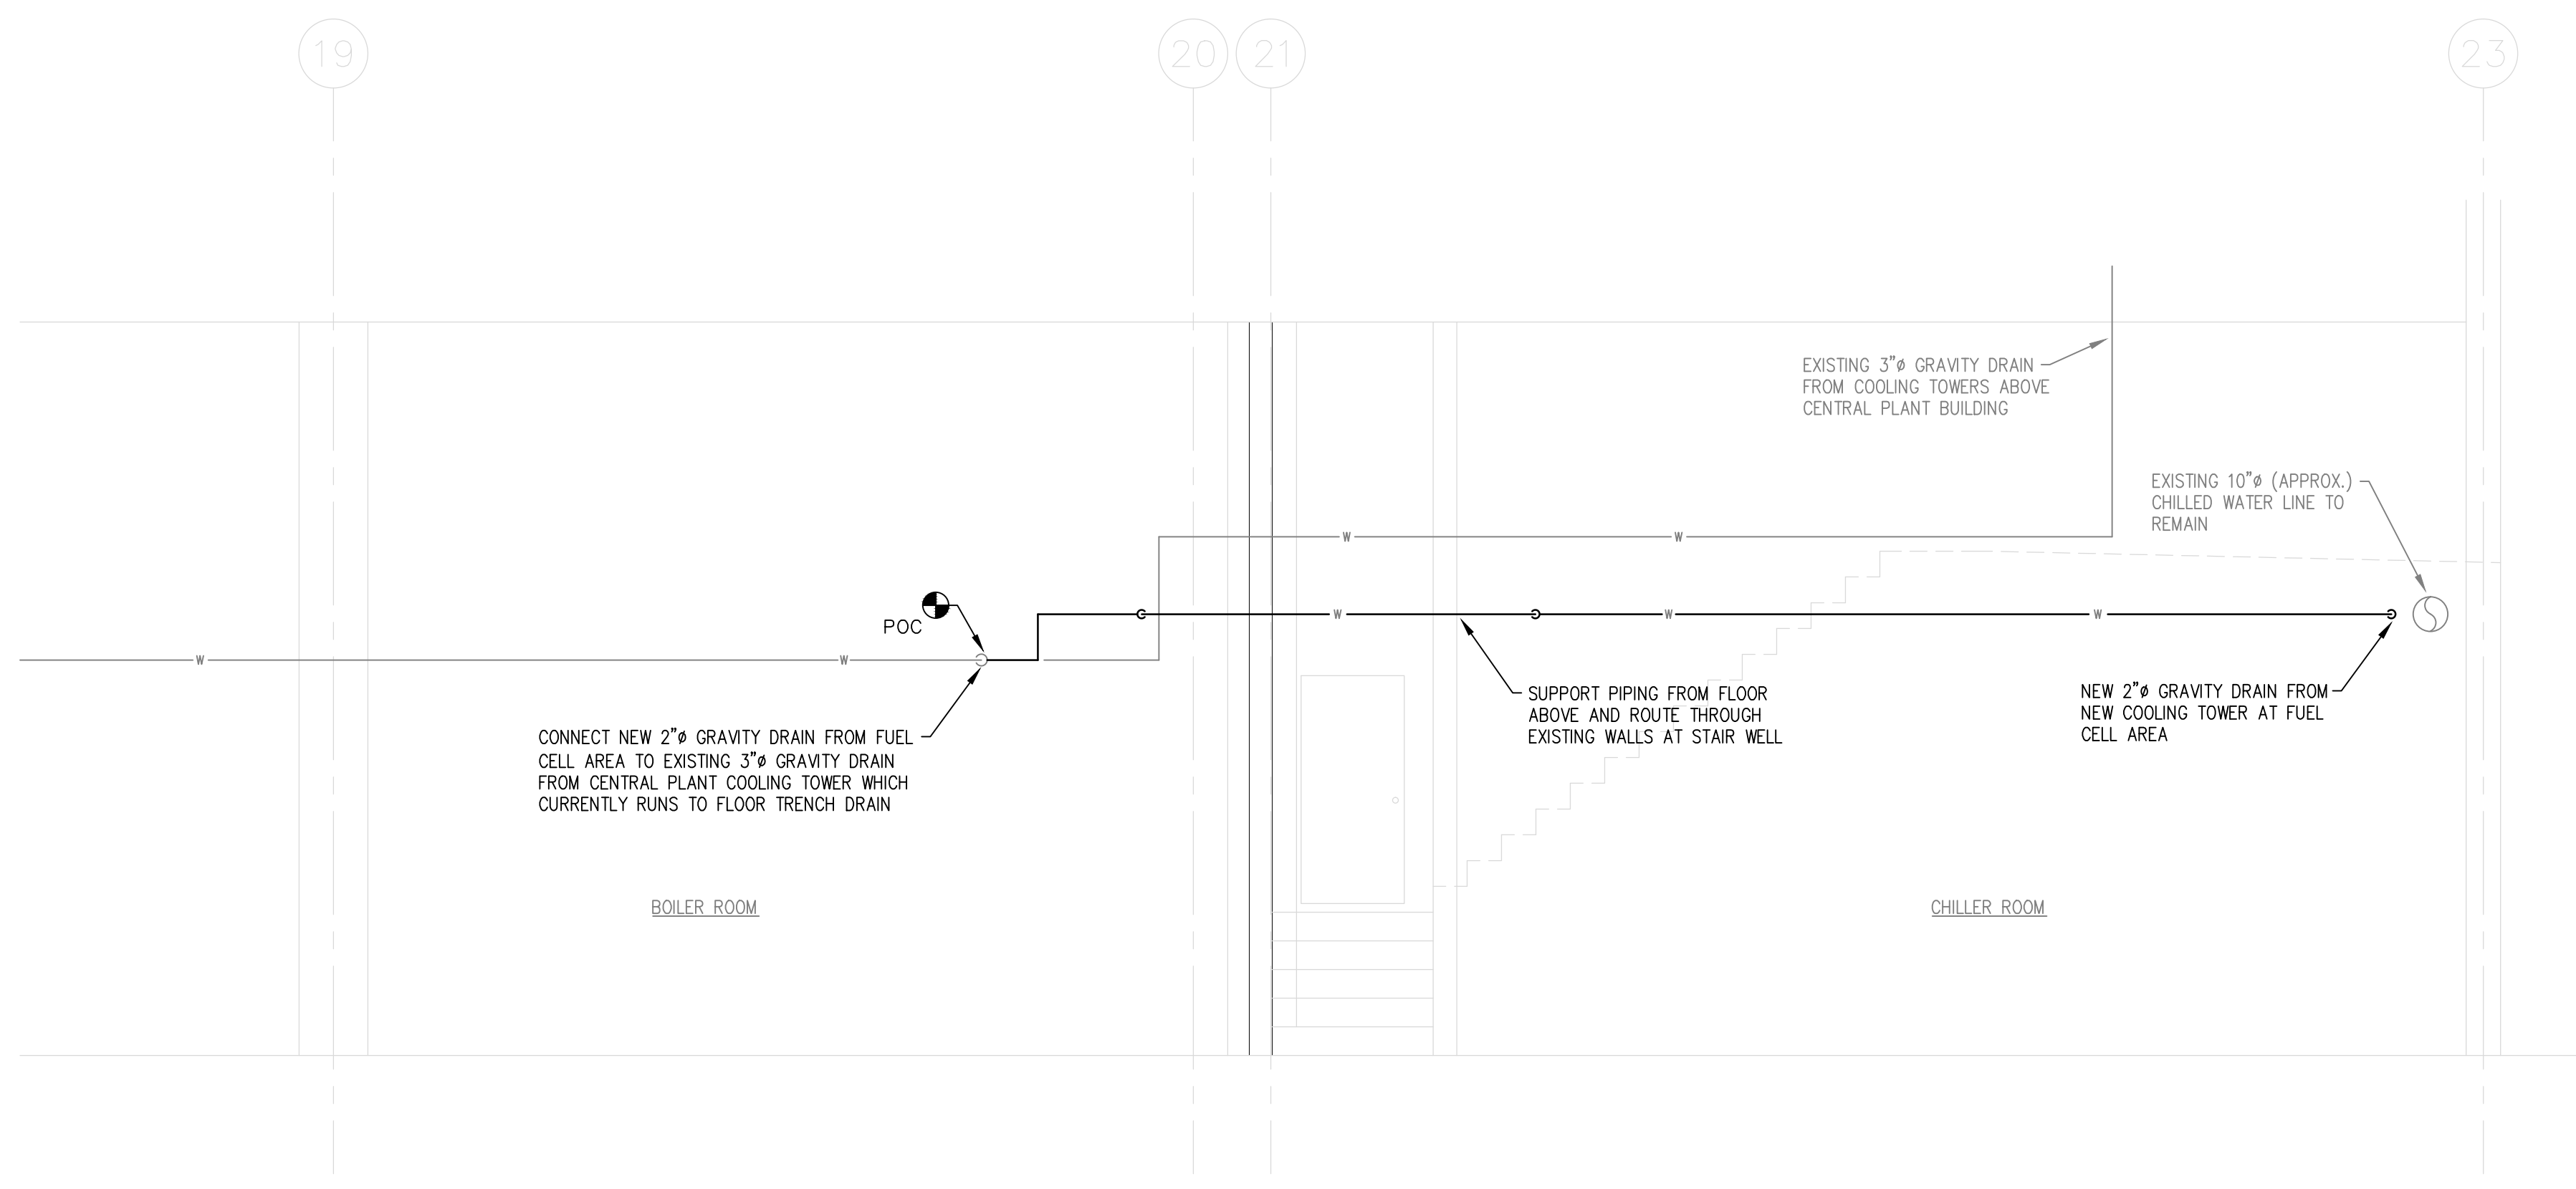 19
20
21
23
EXISTING 3"ø GRAVITY DRAIN
FROM COOLING TOWERS ABOVE
CENTRAL PLANT BUILDING
EXISTING 10"ø (APPROX.)
CHILLED WATER LINE TO
REMAIN
W
W
POC
W
W
W
W
W
CONNECT NEW 2"ø GRAVITY DRAIN FROM FUEL
CELL AREA TO EXISTING 3"ø GRAVITY DRAIN
FROM CENTRAL PLANT COOLING TOWER WHICH
CURRENTLY RUNS TO FLOOR TRENCH DRAIN
SUPPORT PIPING FROM FLOOR
ABOVE AND ROUTE THROUGH
EXISTING WALLS AT STAIR WELL
NEW 2"ø GRAVITY DRAIN FROM
NEW COOLING TOWER AT FUEL
CELL AREA
BOILER ROOM
CHILLER ROOM